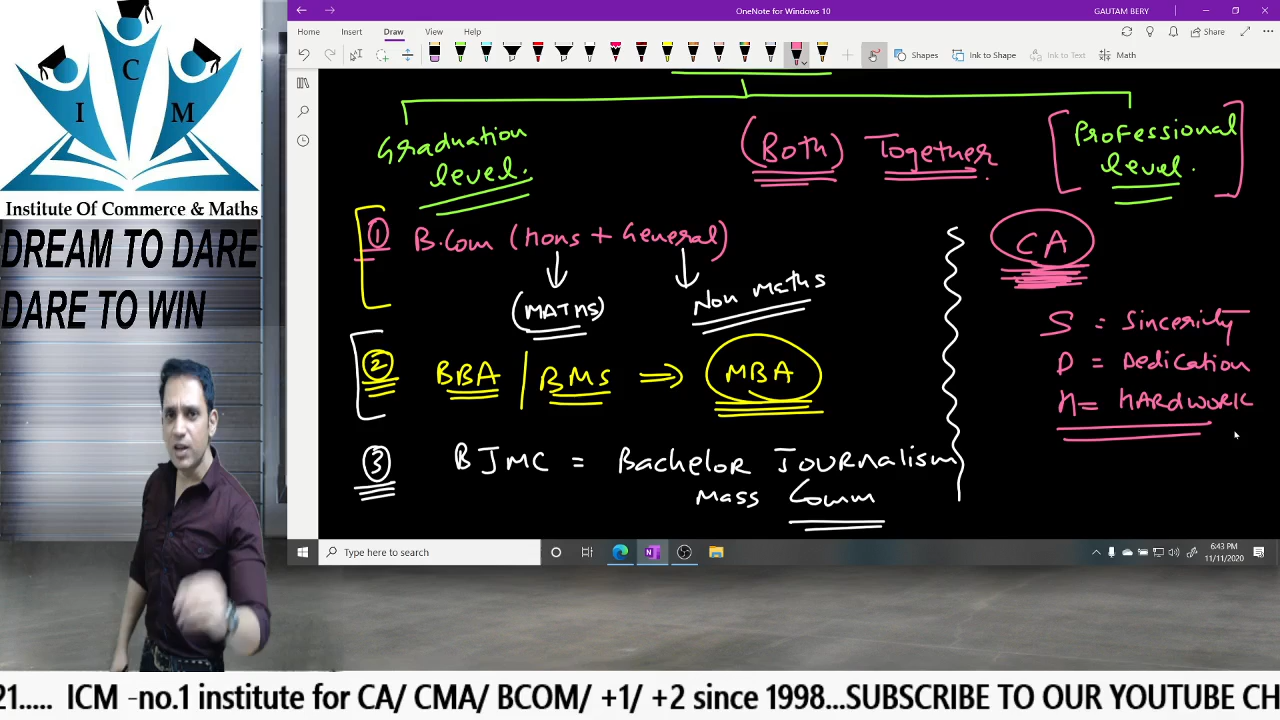 C
I M
Institute Of Commerce & Maths
DREAM TO DARE
DARE TO WIN
OneNote for Windows 10
GAUTAM BERY
Home Insert Draw View Help
Share
Shapes Ink to Shape Ink to Text Math
Graduation level.
(Both) Together
[Professional level.]
① B.Com (Hons + General)
(MATHS) Non maths
② BBA | BMS ⇒ MBA
③ BJMC = Bachelor Journalism
Mass Comm
CA
S = Sincerity
D = Dedication
H = HARDWORK
Type here to search
6:43 PM
11/11/2020
21..... ICM -no.1 institute for CA/ CMA/ BCOM/ +1/ +2 since 1998...SUBSCRIBE TO OUR YOUTUBE CH